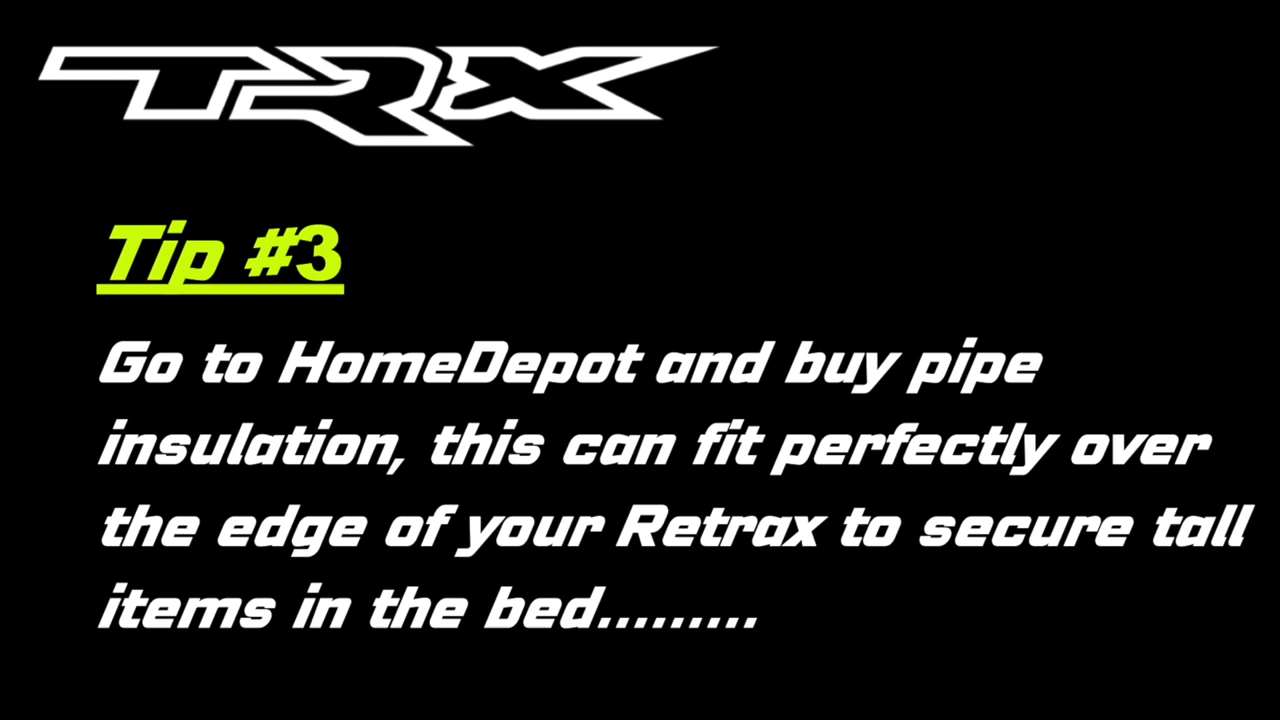 TRX
Tip #3
Go to HomeDepot and buy pipe
insulation, this can fit perfectly over
the edge of your Retrax to secure tall
items in the bed.........